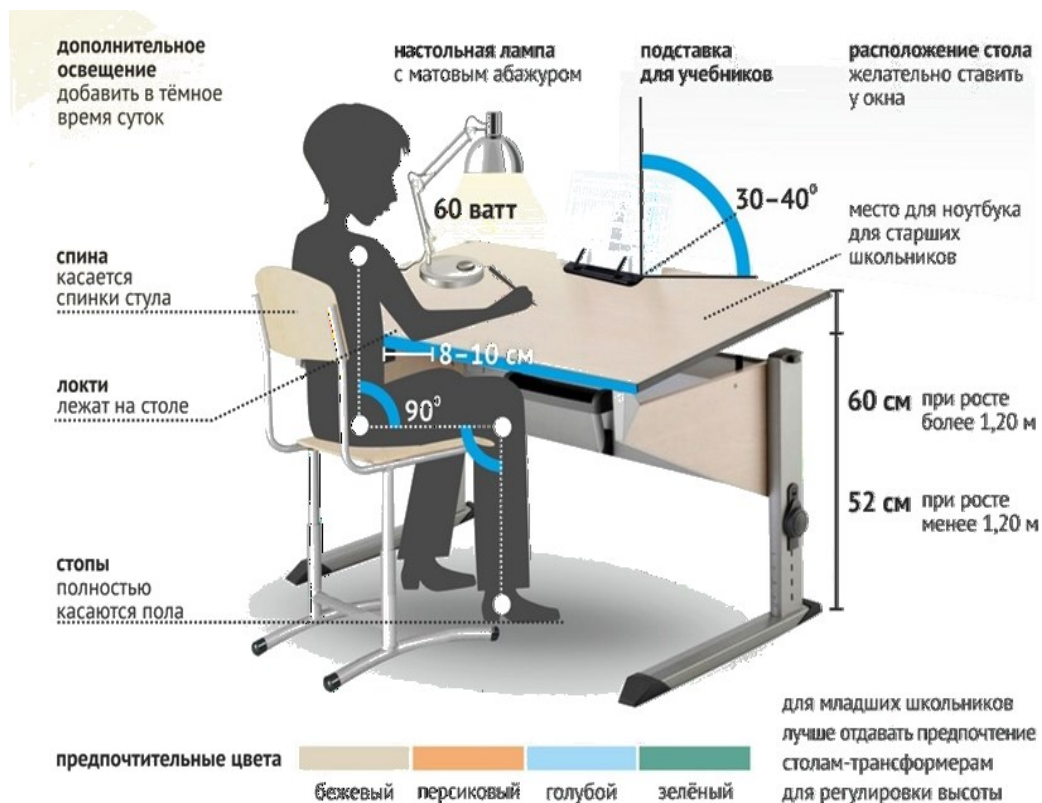 дополнительное
освещение
добавить в тёмное
время суток
настольная лампа
с матовым абажуром
подставка
для учебников
расположение стола
желательно ставить
у окна
60 ватт
30–40⁰
место для ноутбука
для старших
школьников
спина
касается
спинки стула
8–10 см
локти
лежат на столе
90⁰
60 см при росте
более 1,20 м
52 см при росте
менее 1,20 м
стопы
полностью
касаются пола
предпочтительные цвета
бежевый персиковый голубой зелёный
для младших школьников
лучше отдавать предпочтение
столам-трансформерам
для регулировки высоты